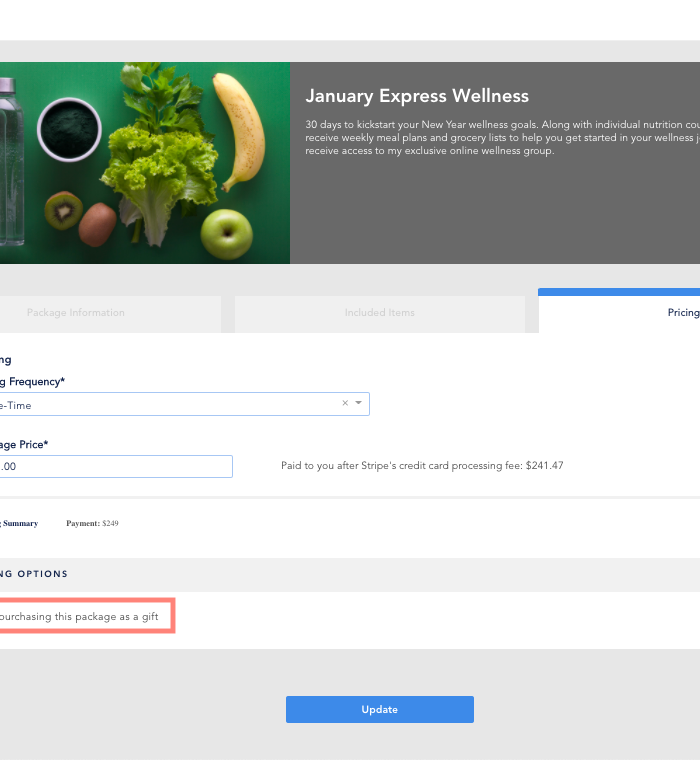 January Express Wellness
30 days to kickstart your New Year wellness goals. Along with individual nutrition cou
receive weekly meal plans and grocery lists to help you get started in your wellness j
receive access to my exclusive online wellness group.
Package Information
Included Items
Pricing
ng
g Frequency*
e-Time
×
age Price*
.00
Paid to you after Stripe's credit card processing fee: $241.47
g Summary
Payment: $249
NG OPTIONS
purchasing this package as a gift
Update